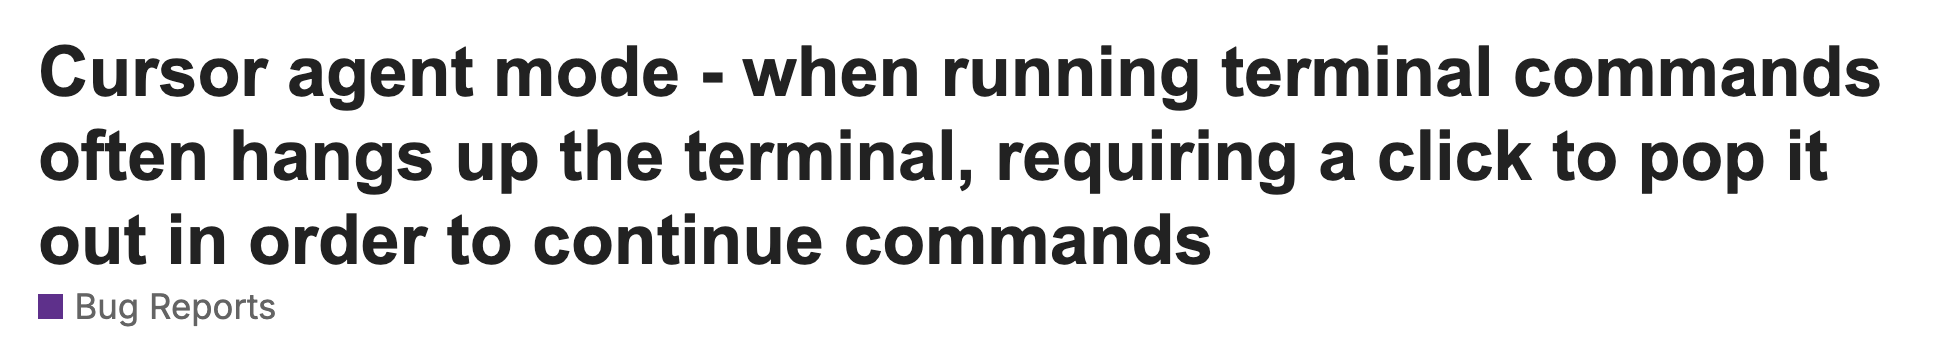 Cursor agent mode - when running terminal commands
often hangs up the terminal, requiring a click to pop it
out in order to continue commands
Bug Reports